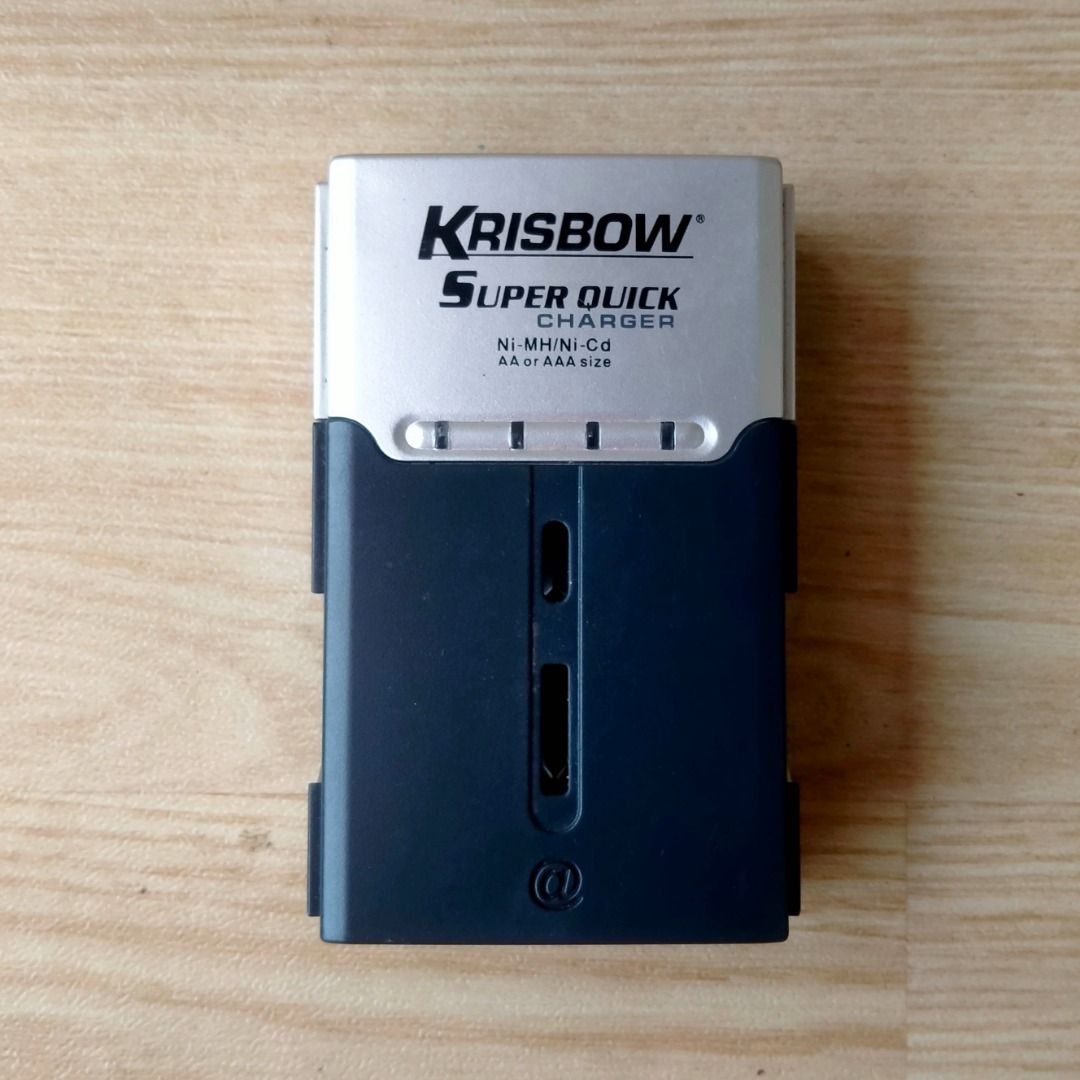 KRISBOW®
SUPER QUICK
CHARGER
Ni-MH/Ni-Cd
AA or AAA size
@